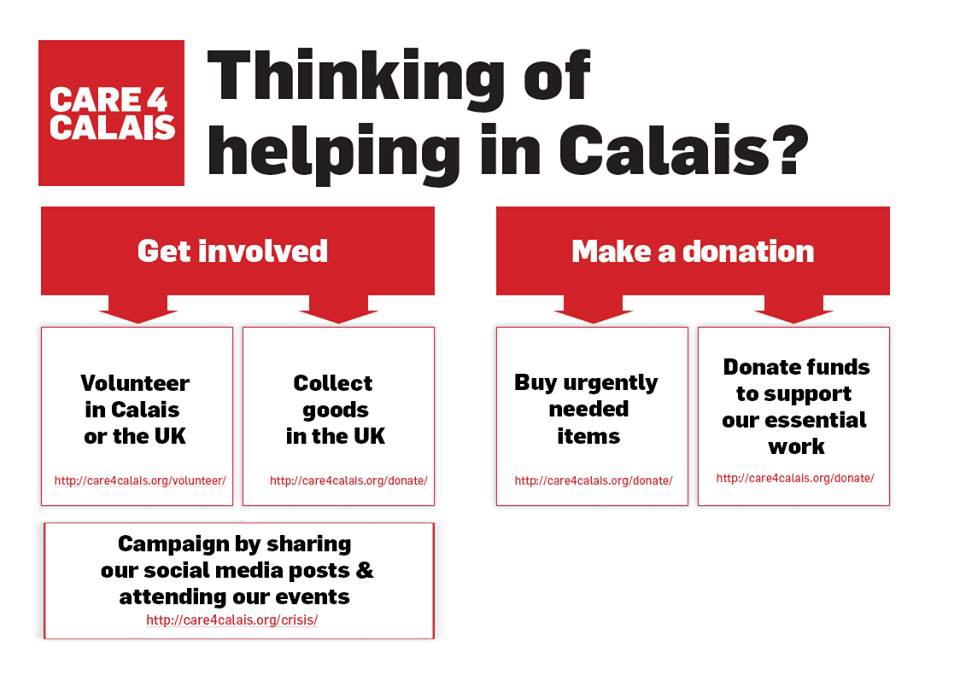 CARE 4
CALAIS
Thinking of
helping in Calais?
Get involved
Volunteer
in Calais
or the UK
http://care4calais.org/volunteer/
Collect
goods
in the UK
http://care4calais.org/donate/
Campaign by sharing
our social media posts &
attending our events
http://care4calais.org/crisis/
Make a donation
Buy urgently
needed
items
http://care4calais.org/donate/
Donate funds
to support
our essential
work
http://care4calais.org/donate/